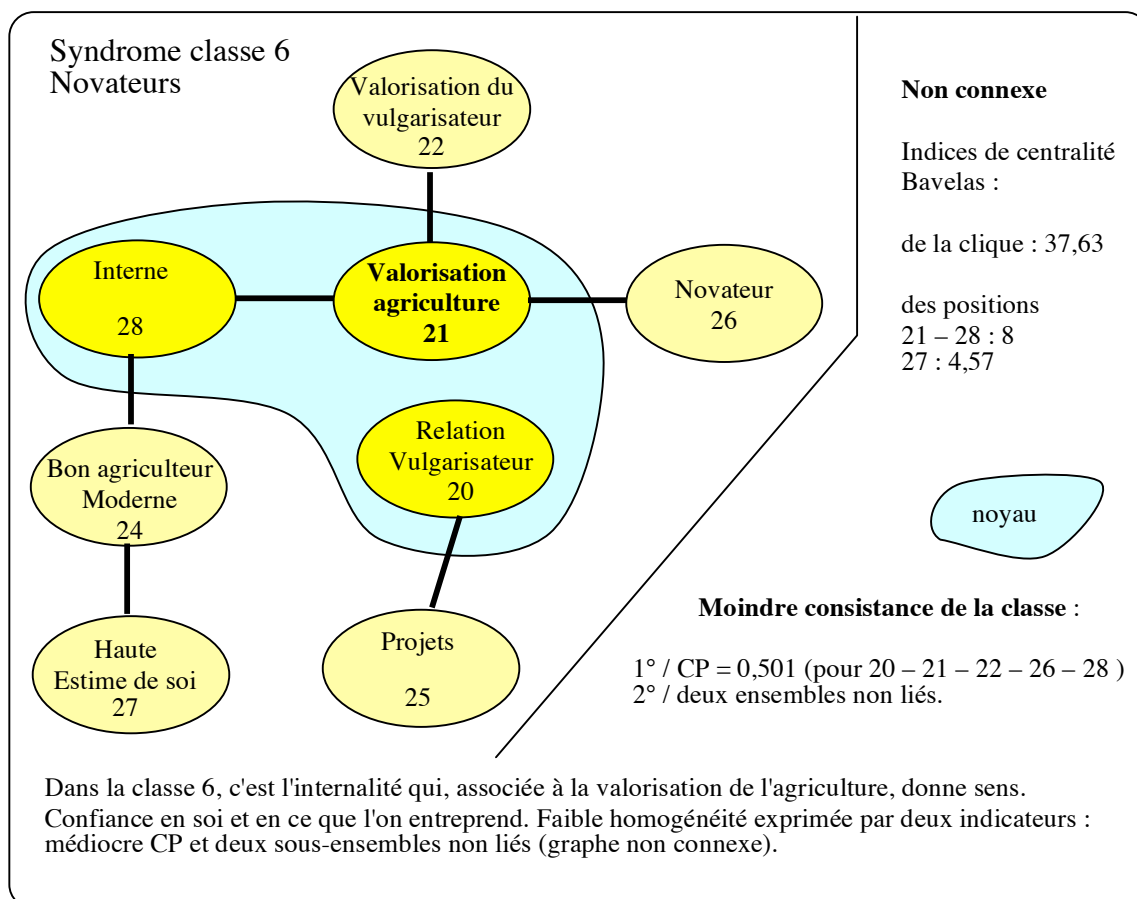 Syndrome classe 6
Novateurs
Valorisation du
vulgarisateur
22
Interne
28
Valorisation
agriculture
21
Novateur
26
Relation
Vulgarisateur
20
Bon agriculteur
Moderne
24
Haute
Estime de soi
27
Projets
25
Non connexe
Indices de centralité
Bavelas :
de la clique : 37,63
des positions
21 – 28 : 8
27 : 4,57
noyau
Moindre consistance de la classe :
1° / CP = 0,501 (pour 20 – 21 – 22 – 26 – 28 )
2° / deux ensembles non liés.
Dans la classe 6, c'est l'internalité qui, associée à la valorisation de l'agriculture, donne sens.
Confiance en soi et en ce que l'on entreprend. Faible homogénéité exprimée par deux indicateurs :
médiocre CP et deux sous-ensembles non liés (graphe non connexe).